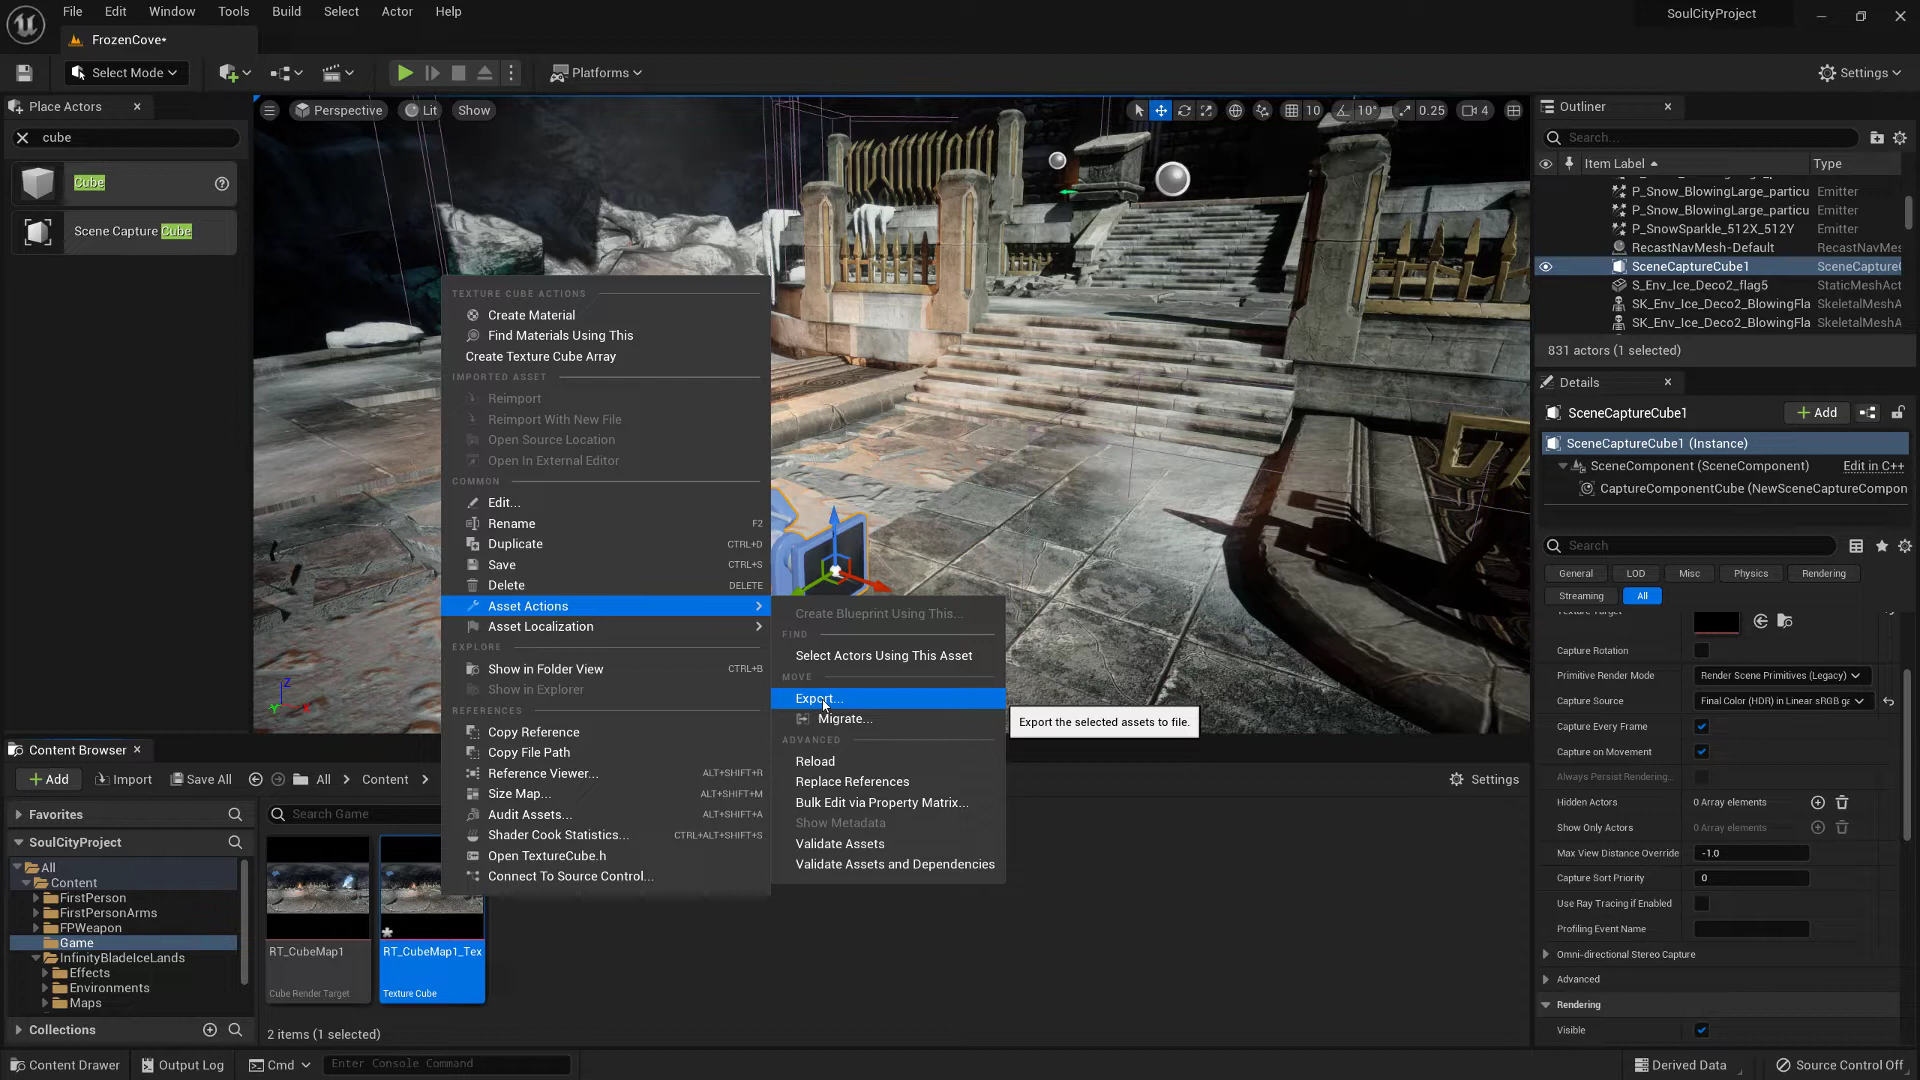 File Edit Window Tools Build Select Actor Help
SoulCityProject
FrozenCove*
Select Mode
Platforms
Settings
Place Actors
cube
Cube
Scene Capture Cube
Perspective Lit Show
10 10° 0.25 4
Outliner
Search...
Item Label Type
P_Snow_BlowingLarge_particu Emitter
P_Snow_BlowingLarge_particu Emitter
P_SnowSparkle_512X_512Y Emitter
RecastNavMesh-Default RecastNavMes
SceneCaptureCube1 SceneCapture
S_Env_Ice_Deco2_flag5 StaticMeshAct
SK_Env_Ice_Deco2_BlowingFla SkeletalMeshA
SK_Env_Ice_Deco2_BlowingFla SkeletalMeshA
831 actors (1 selected)
Details
SceneCaptureCube1 Add
SceneCaptureCube1 (Instance)
SceneComponent (SceneComponent) Edit in C++
CaptureComponentCube (NewSceneCaptureCompon
Search
General LOD Misc Physics Rendering
Streaming All
Texture Target
Capture Rotation
Primitive Render Mode Render Scene Primitives (Legacy)
Capture Source Final Color (HDR) in Linear sRGB ga
Capture Every Frame
Capture on Movement
Always Persist Rendering...
Hidden Actors 0 Array elements
Show Only Actors 0 Array elements
Max View Distance Override -1.0
Capture Sort Priority 0
Use Ray Tracing if Enabled
Profiling Event Name
Omni-directional Stereo Capture
Advanced
Rendering
Visible
TEXTURE CUBE ACTIONS
Create Material
Find Materials Using This
Create Texture Cube Array
IMPORTED ASSET
Reimport
Reimport With New File
Open Source Location
Open In External Editor
COMMON
Edit...
Rename F2
Duplicate CTRL+D
Save CTRL+S
Delete DELETE
Asset Actions
Asset Localization
EXPLORE
Show in Folder View CTRL+B
Show in Explorer
REFERENCES
Copy Reference
Copy File Path
Reference Viewer... ALT+SHIFT+R
Size Map... ALT+SHIFT+M
Audit Assets... ALT+SHIFT+A
Shader Cook Statistics... CTRL+ALT+SHIFT+S
Open TextureCube.h
Connect To Source Control...
Create Blueprint Using This...
FIND
Select Actors Using This Asset
MOVE
Export...
Migrate...
ADVANCED
Reload
Replace References
Bulk Edit via Property Matrix...
Show Metadata
Validate Assets
Validate Assets and Dependencies
Export the selected assets to file.
Z
Y
X
Content Browser
Add Import Save All All Content
Settings
Favorites
Search Game
SoulCityProject
All
Content
FirstPerson
FirstPersonArms
FPWeapon
Game
InfinityBladeIceLands
Effects
Environments
Maps
Collections
RT_CubeMap1
Cube Render Target
RT_CubeMap1_Tex
Texture Cube
2 items (1 selected)
Content Drawer Output Log Cmd Enter Console Command
Derived Data Source Control Off